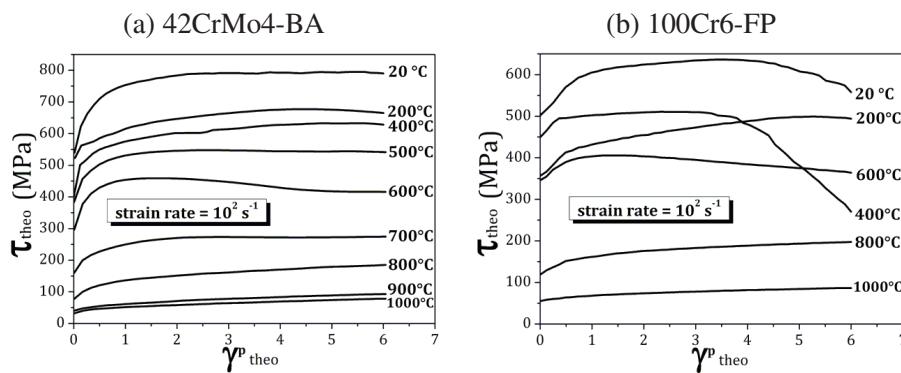 (a) 42CrMo4-BA
τtheo (MPa)
800
700
600
500
400
300
200
100
0
20 °C
200°C
400°C
500°C
600°C
strain rate = 10² s⁻¹
700°C
800°C
900°C
1000°C
0 1 2 3 4 5 6 7
γᵖ theo
(b) 100Cr6-FP
τtheo (MPa)
600
500
400
300
200
100
0
20 °C
200°C
600°C
strain rate = 10² s⁻¹
400°C
800°C
1000°C
0 1 2 3 4 5 6 7
γᵖ theo